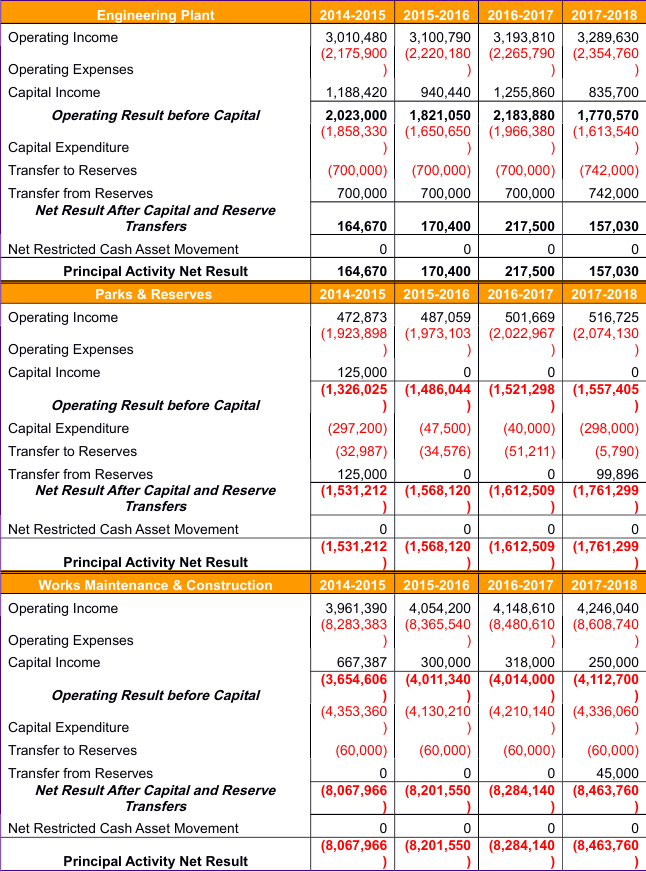 Engineering Plant 2014-2015 2015-2016 2016-2017 2017-2018
Operating Income 3,010,480 3,100,790 3,193,810 3,289,630
(2,175,900 (2,220,180 (2,265,790 (2,354,760
Operating Expenses ) ) ) )
Capital Income 1,188,420 940,440 1,255,860 835,700
Operating Result before Capital 2,023,000 1,821,050 2,183,880 1,770,570
(1,858,330 (1,650,650 (1,966,380 (1,613,540
Capital Expenditure ) ) ) )
Transfer to Reserves (700,000) (700,000) (700,000) (742,000)
Transfer from Reserves 700,000 700,000 700,000 742,000
Net Result After Capital and Reserve
Transfers 164,670 170,400 217,500 157,030
Net Restricted Cash Asset Movement 0 0 0 0
Principal Activity Net Result 164,670 170,400 217,500 157,030
Parks & Reserves 2014-2015 2015-2016 2016-2017 2017-2018
Operating Income 472,873 487,059 501,669 516,725
(1,923,898 (1,973,103 (2,022,967 (2,074,130
Operating Expenses ) ) ) )
Capital Income 125,000 0 0 0
(1,326,025 (1,486,044 (1,521,298 (1,557,405
Operating Result before Capital ) ) ) )
Capital Expenditure (297,200) (47,500) (40,000) (298,000)
Transfer to Reserves (32,987) (34,576) (51,211) (5,790)
Transfer from Reserves 125,000 0 0 99,896
Net Result After Capital and Reserve (1,531,212 (1,568,120 (1,612,509 (1,761,299
Transfers ) ) ) )
Net Restricted Cash Asset Movement 0 0 0 0
(1,531,212 (1,568,120 (1,612,509 (1,761,299
Principal Activity Net Result ) ) ) )
Works Maintenance & Construction 2014-2015 2015-2016 2016-2017 2017-2018
Operating Income 3,961,390 4,054,200 4,148,610 4,246,040
(8,283,383 (8,365,540 (8,480,610 (8,608,740
Operating Expenses ) ) ) )
Capital Income 667,387 300,000 318,000 250,000
(3,654,606 (4,011,340 (4,014,000 (4,112,700
Operating Result before Capital ) ) ) )
(4,353,360 (4,130,210 (4,210,140 (4,336,060
Capital Expenditure ) ) ) )
Transfer to Reserves (60,000) (60,000) (60,000) (60,000)
Transfer from Reserves 0 0 0 45,000
Net Result After Capital and Reserve (8,067,966 (8,201,550 (8,284,140 (8,463,760
Transfers ) ) ) )
Net Restricted Cash Asset Movement 0 0 0 0
(8,067,966 (8,201,550 (8,284,140 (8,463,760
Principal Activity Net Result ) ) ) )